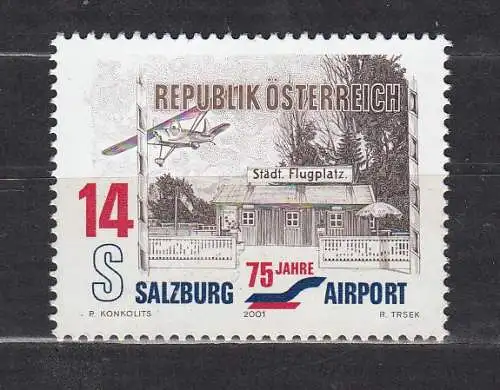 REPUBLIK ÖSTERREICH
Städt. Flugplatz.
14
S
75 JAHRE
SALZBURG AIRPORT
P. KONKOLITS 2001 R. TRSEK